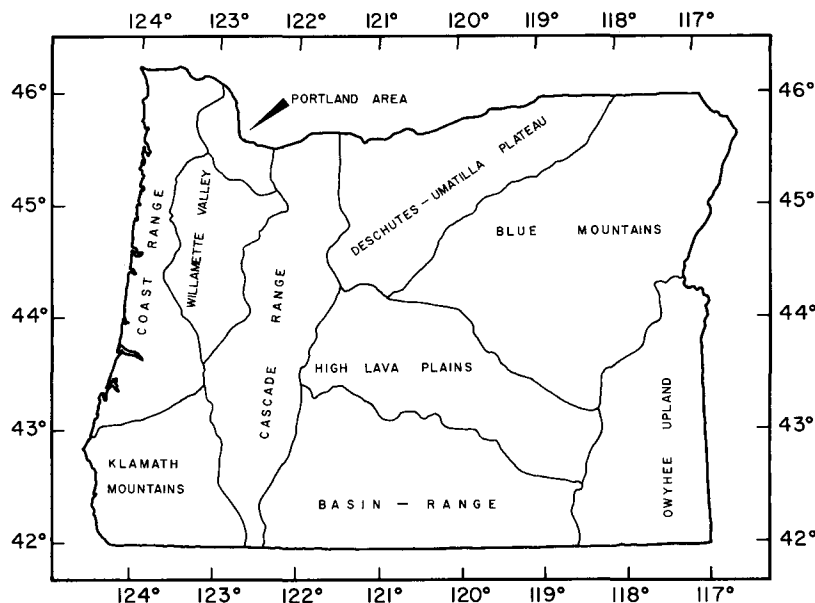 124° 123° 122° 121° 120° 119° 118° 117°
46° 46°
PORTLAND AREA
45° 45°
COAST RANGE
WILLAMETTE VALLEY
DESCHUTES – UMATILLA PLATEAU
BLUE MOUNTAINS
44° 44°
CASCADE RANGE
HIGH LAVA PLAINS
43° 43°
KLAMATH
MOUNTAINS
BASIN – RANGE
OWYHEE UPLAND
42° 42°
124° 123° 122° 121° 120° 119° 118° 117°